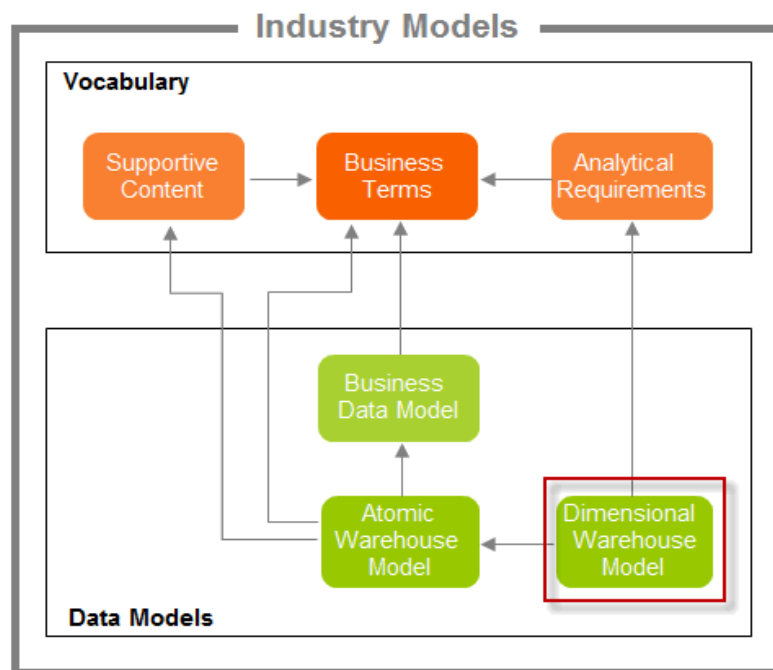 Industry Models
Vocabulary
Supportive
Content
Business
Terms
Analytical
Requirements
Business
Data Model
Atomic
Warehouse
Model
Dimensional
Warehouse
Model
Data Models